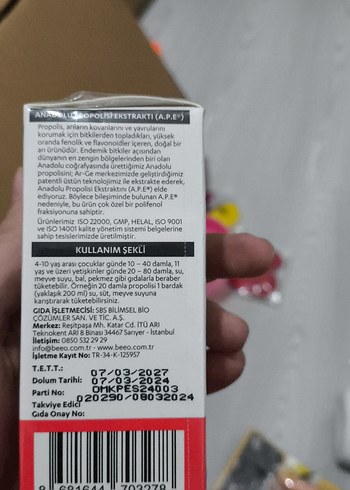 ANADOLU PROPOLİS EKSTRAKTI (A.P.E®)
Propolis, arıların kovanlarını ve yavrularını
korumak için bitkilerden topladıkları, yüksek
oranda fenolik ve flavonoidler içeren, doğal bir
arı ürünüdür. Endemik bitkiler açısından
dünyanın en zengin bölgelerinden biri olan
Anadolu coğrafyasında ürettiğimiz Anadolu
propolisini; Ar-Ge merkezimizde geliştirdiğimiz
patentli üstün teknolojimiz ile ekstrakte ederek,
Anadolu Propolisi Ekstraktını (A.P.E®) elde
ediyoruz. Böylece bileşiminde bulunan A.P.E®
nedeniyle, bu ürün çok özel bir polifenol
fraksiyonuna sahiptir.
Ürünlerimiz ISO 22000, GMP, HELAL, ISO 9001
ve ISO 14001 kalite yönetim sistemi belgelerine
sahip tesislerimizde üretilmiştir.
KULLANIM ŞEKLİ
4-10 yaş arası çocuklar günde 10 – 40 damla, 11
yaş ve üzeri yetişkinler günde 20 – 80 damla, su,
meyve suyu, bal, pekmez gibi gıdalarla beraber
tüketebilir. Örneğin 20 damla propolisi 1 bardak
(yaklaşık 200 ml) su, süt, meyve suyuna
karıştırarak tüketebilirsiniz.
GIDA İŞLETMECİSİ: SBS BİLİMSEL BİO
ÇÖZÜMLER SAN. VE TİC. A.Ş.
Merkez: Reşitpaşa Mh. Katar Cd. İTÜ ARI
Teknokent ARI 8 Binası 34467 Sarıyer - İstanbul
İletişim: 0850 532 29 29
info@beeo.com.tr - www.beeo.com.tr
İşletme Kayıt No: TR-34-K-125957
T.E.T.T.: 07/03/2027
Dolum Tarihi: 07/03/2024
Parti No: OMKPES24003
Takviye Edici 020290/08032024
Gıda Onay No:
8 681644 703278